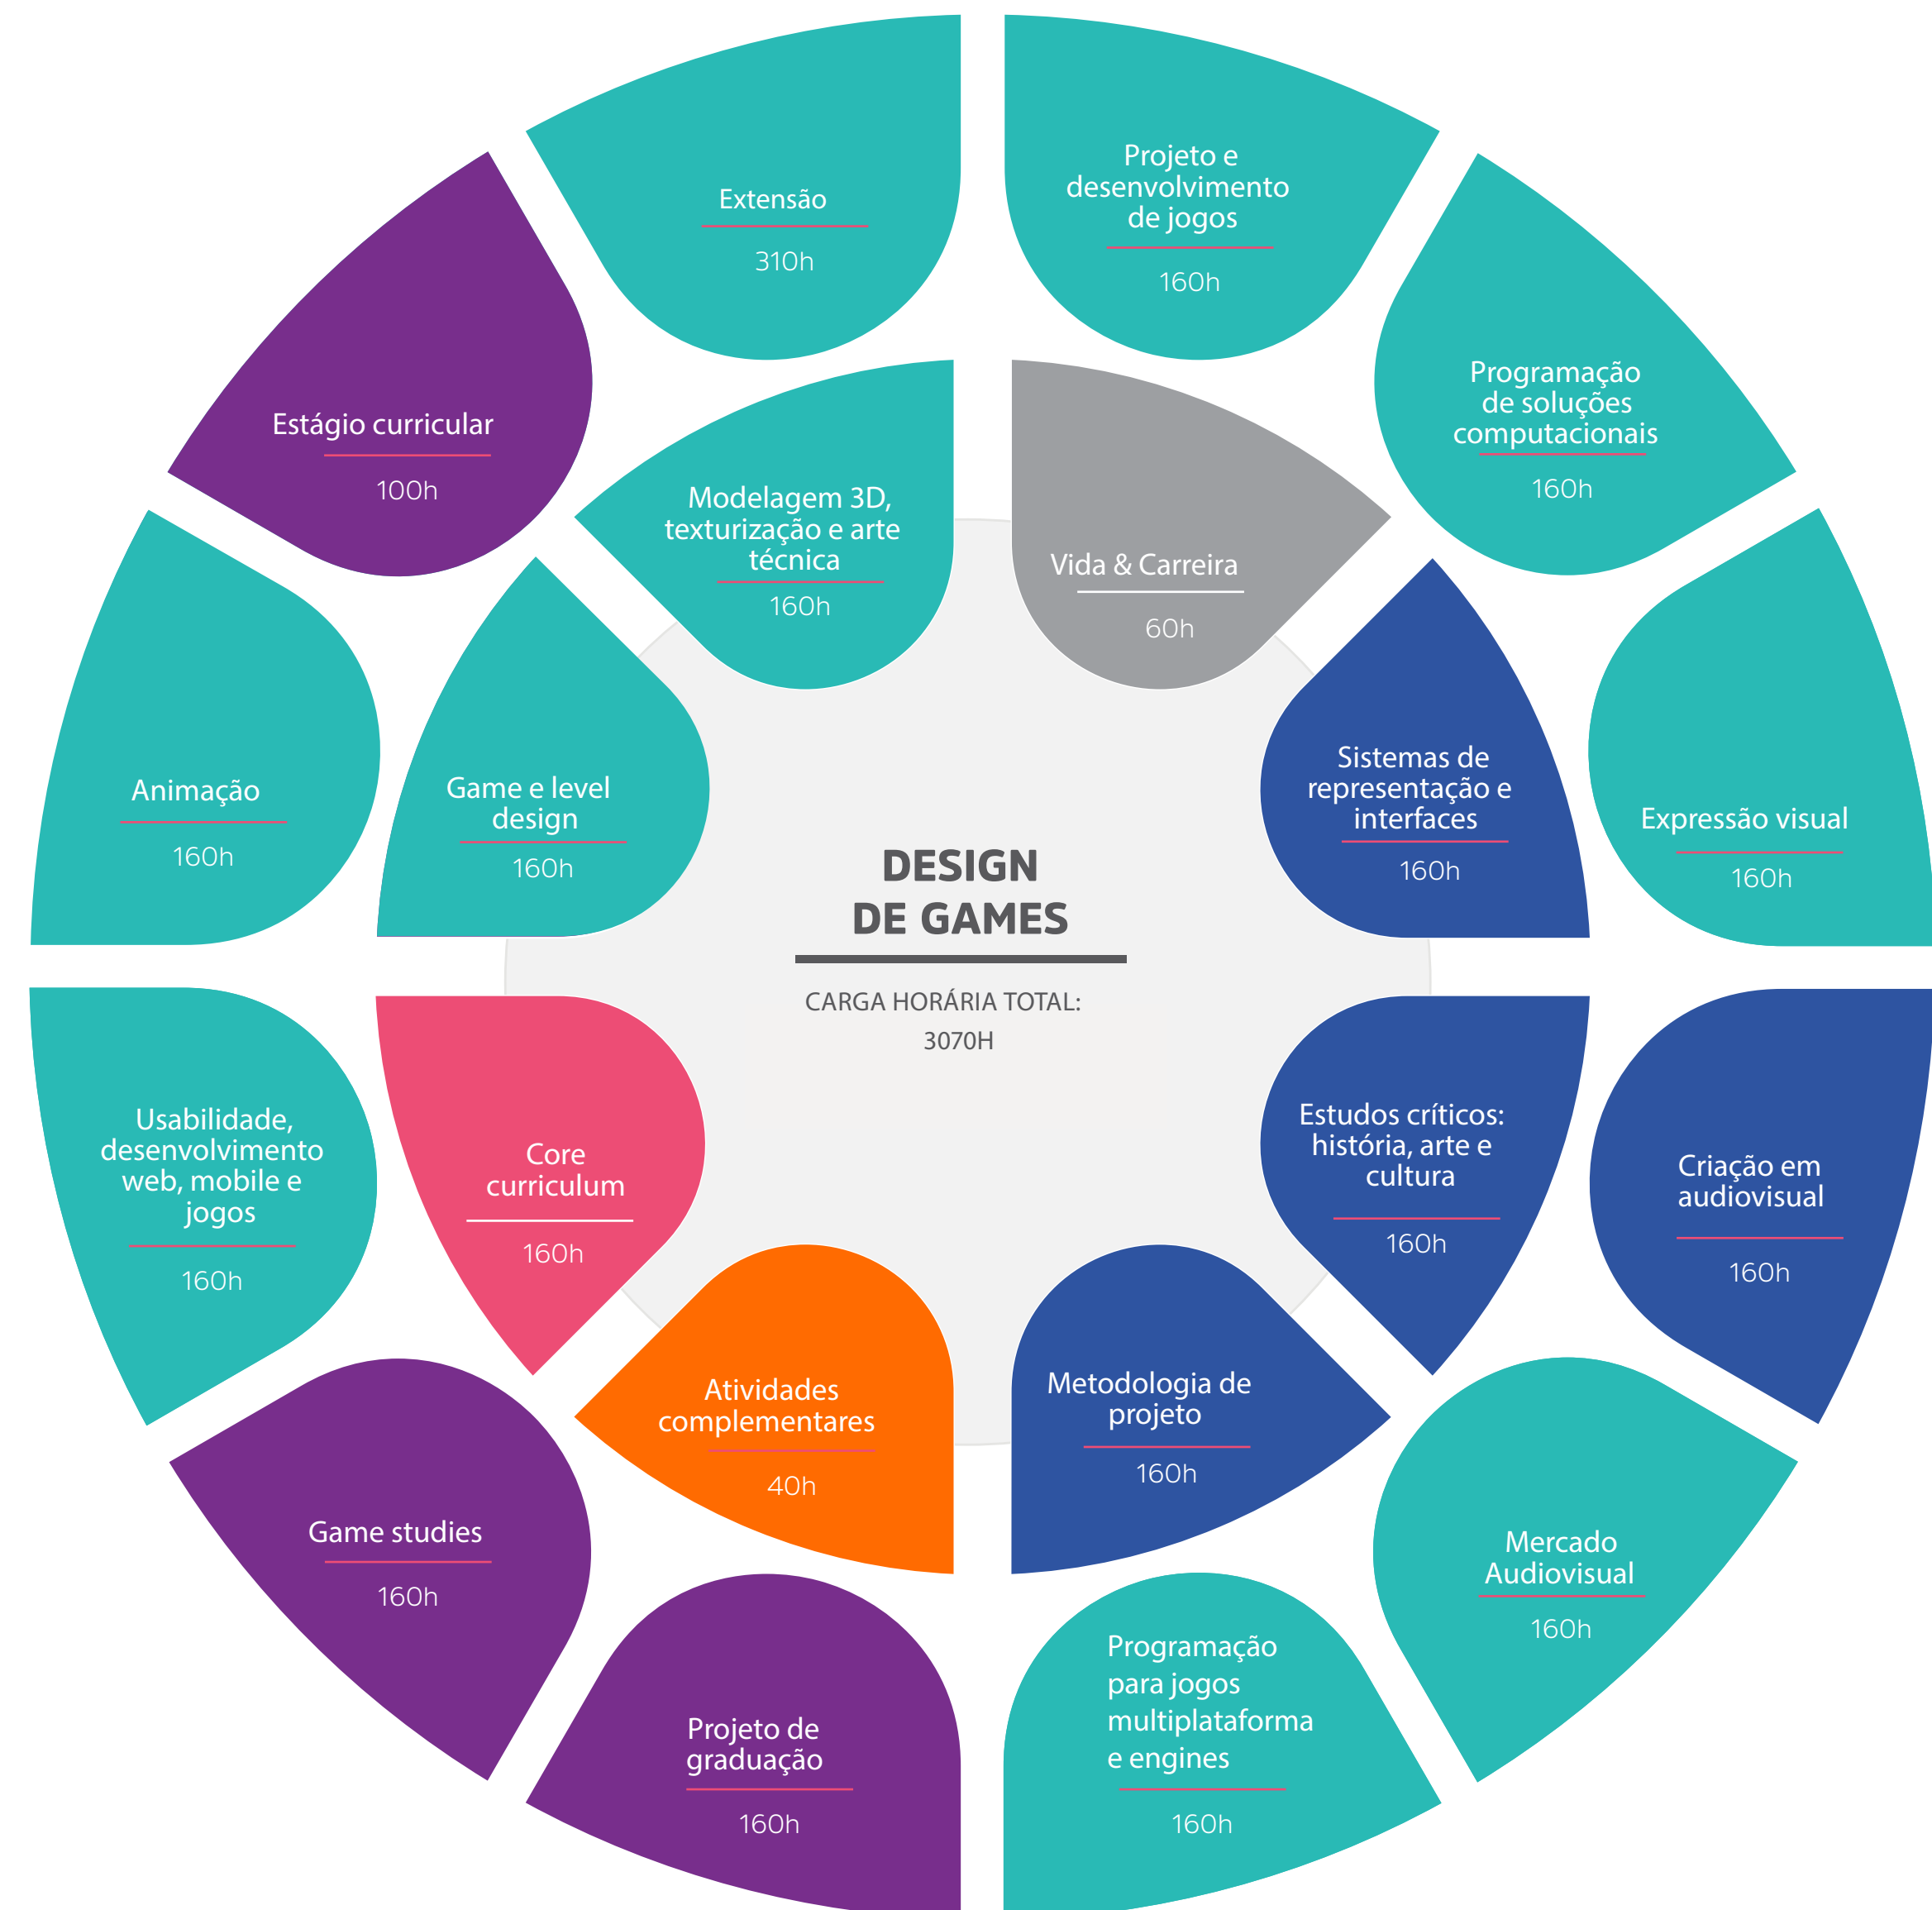 Extensão
310h
Projeto e
desenvolvimento
de jogos
160h
Programação
de soluções
computacionais
160h
Estágio curricular
100h
Modelagem 3D,
texturização e arte
técnica
160h
Vida & Carreira
60h
Sistemas de
representação e
interfaces
160h
Expressão visual
160h
Animação
160h
Game e level
design
160h
DESIGN
DE GAMES
CARGA HORÁRIA TOTAL:
3070H
Usabilidade,
desenvolvimento
web, mobile e
jogos
160h
Core
curriculum
160h
Estudos críticos:
história, arte e
cultura
160h
Criação em
audiovisual
160h
Atividades
complementares
40h
Metodologia de
projeto
160h
Game studies
160h
Mercado
Audiovisual
160h
Projeto de
graduação
160h
Programação
para jogos
multiplataforma
e engines
160h